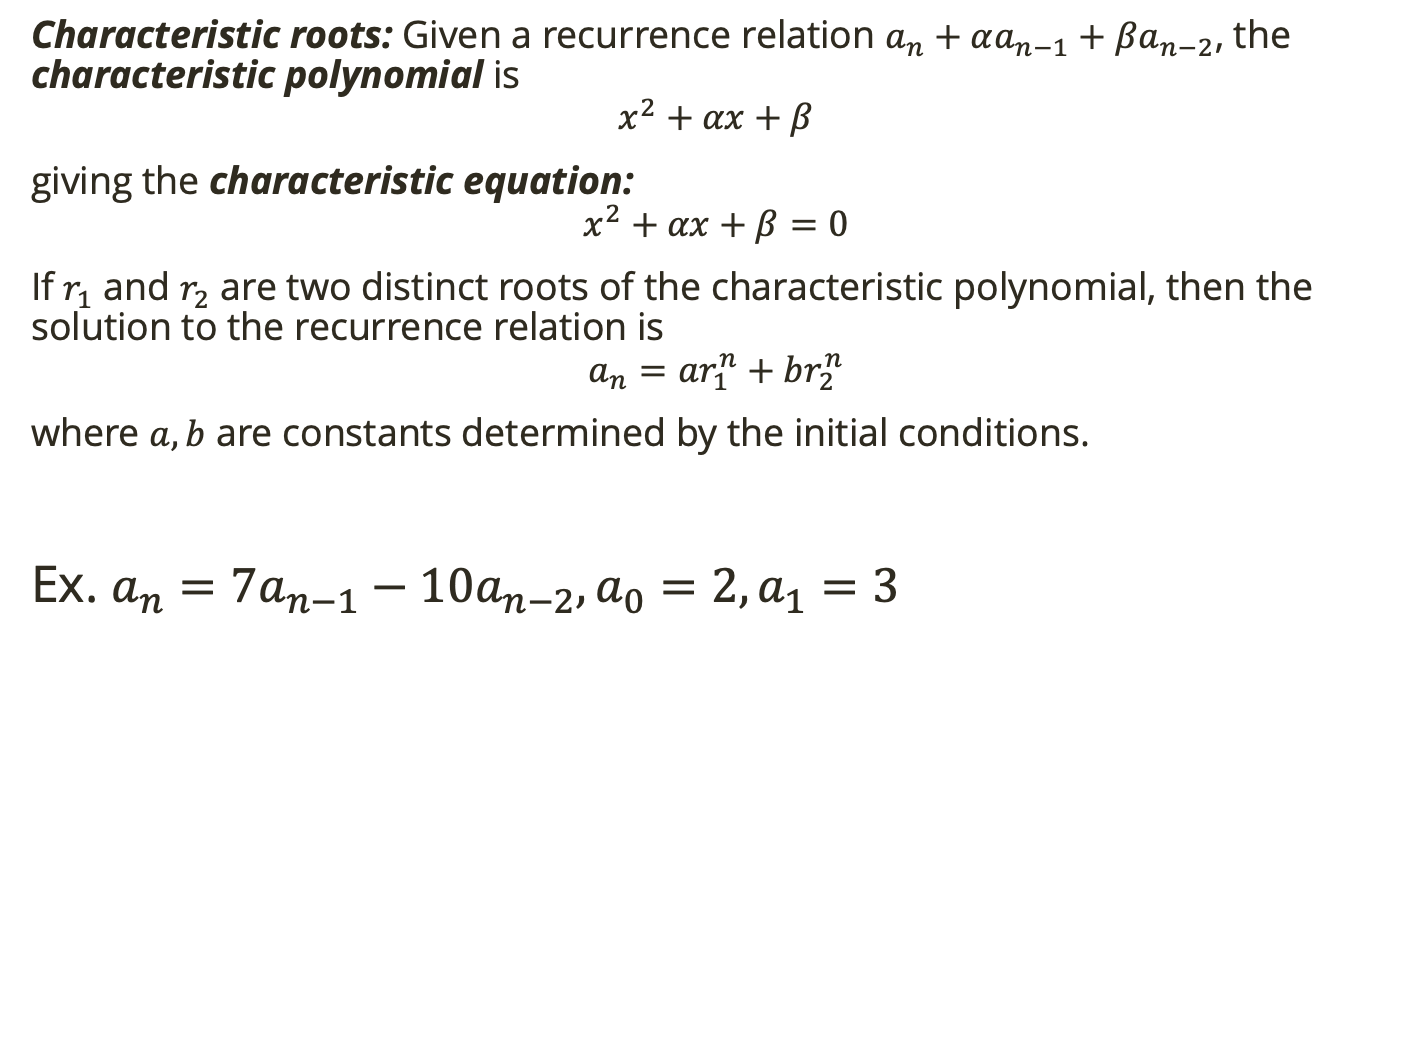 Characteristic roots: Given a recurrence relation aₙ + αaₙ₋₁ + βaₙ₋₂, the
characteristic polynomial is
x² + αx + β
giving the characteristic equation:
x² + αx + β = 0
If r₁ and r₂ are two distinct roots of the characteristic polynomial, then the
solution to the recurrence relation is
aₙ = ar₁ⁿ + br₂ⁿ
where a, b are constants determined by the initial conditions.
Ex. aₙ = 7aₙ₋₁ − 10aₙ₋₂, a₀ = 2, a₁ = 3